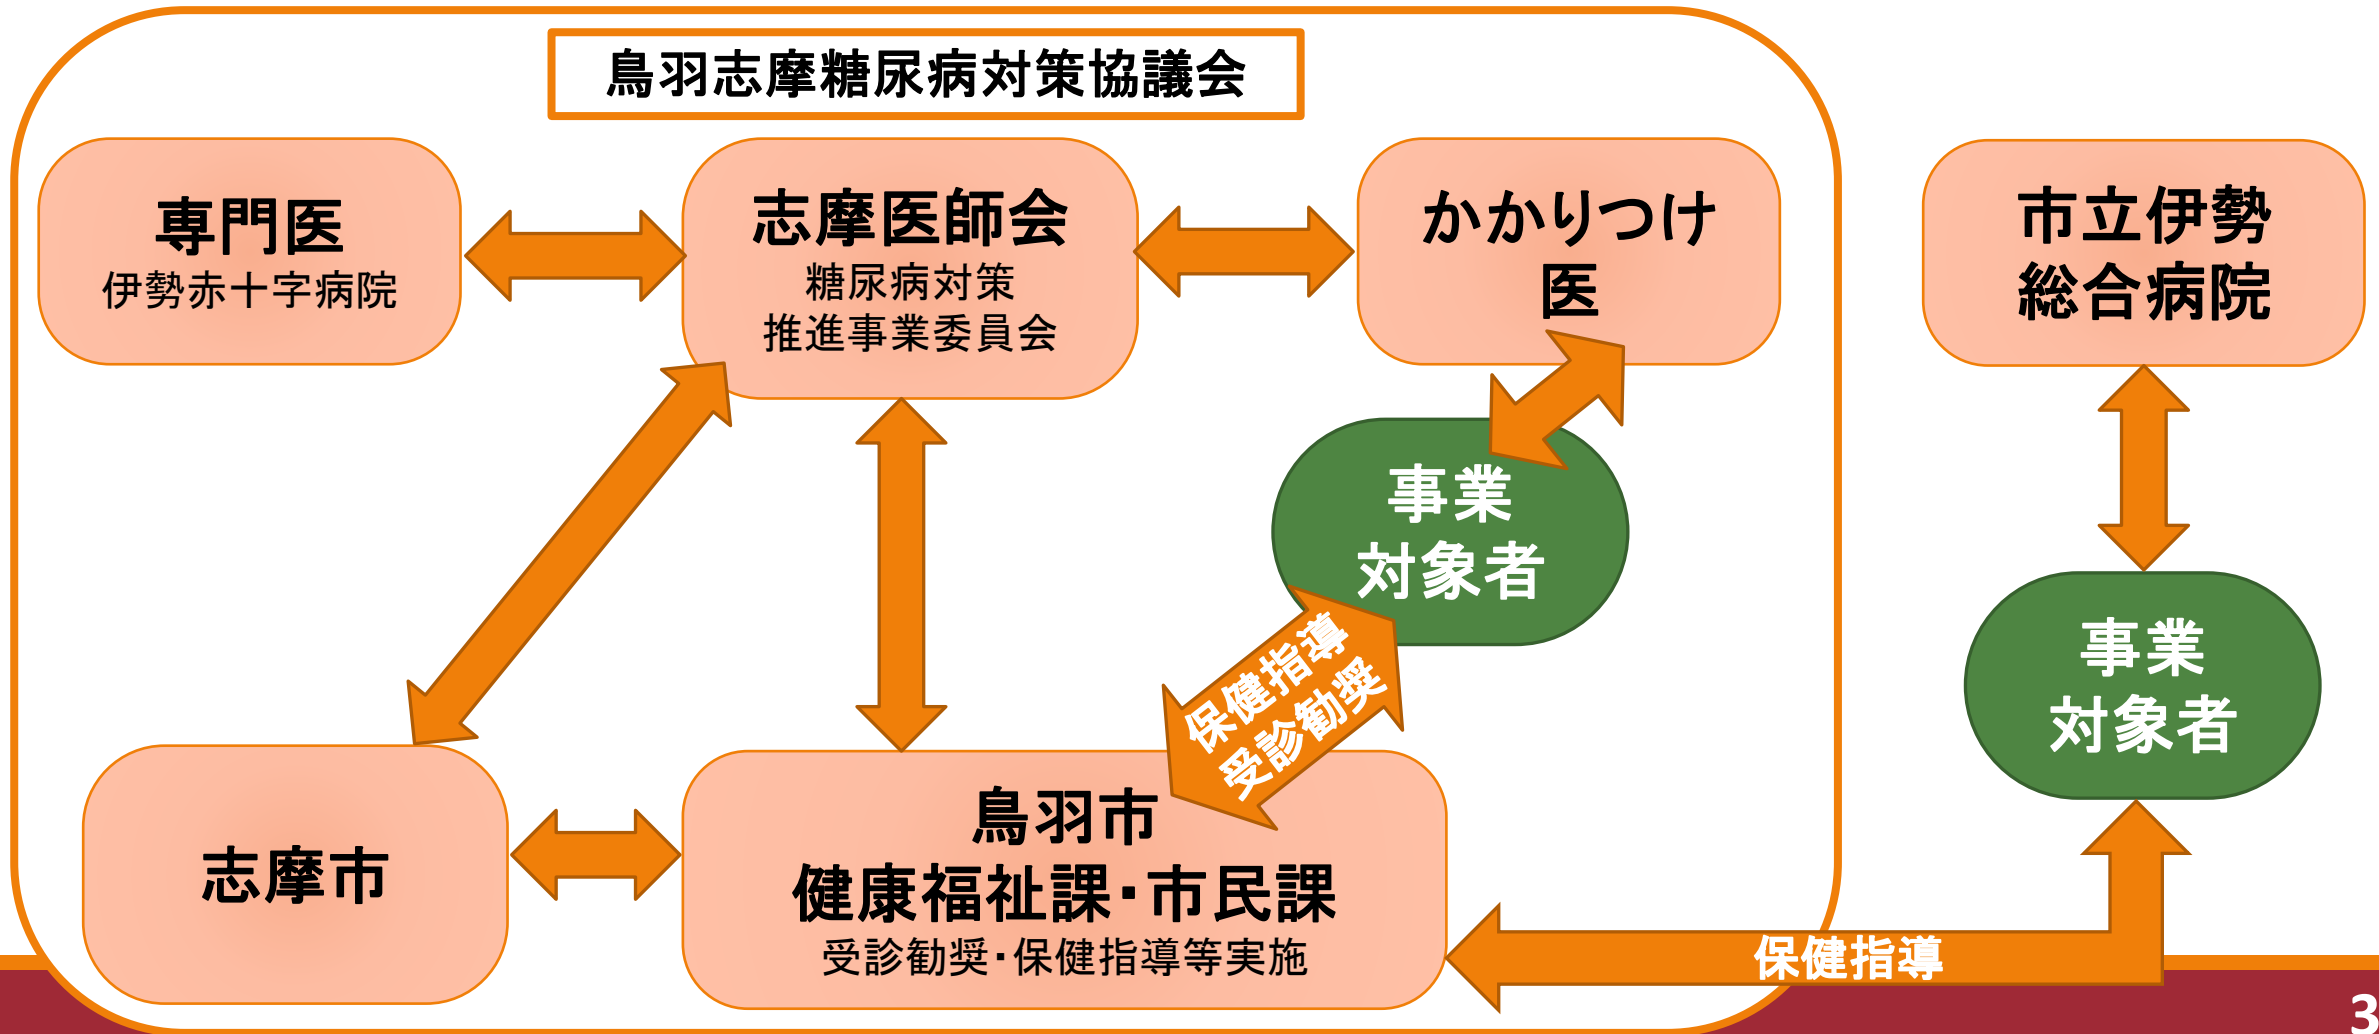 鳥羽志摩糖尿病対策協議会
専門医
伊勢赤十字病院
志摩医師会
糖尿病対策
推進事業委員会
かかりつけ
医
市立伊勢
総合病院
事業
対象者
保健指導
受診勧奨
事業
対象者
志摩市
鳥羽市
健康福祉課・市民課
受診勧奨・保健指導等実施
保健指導
3